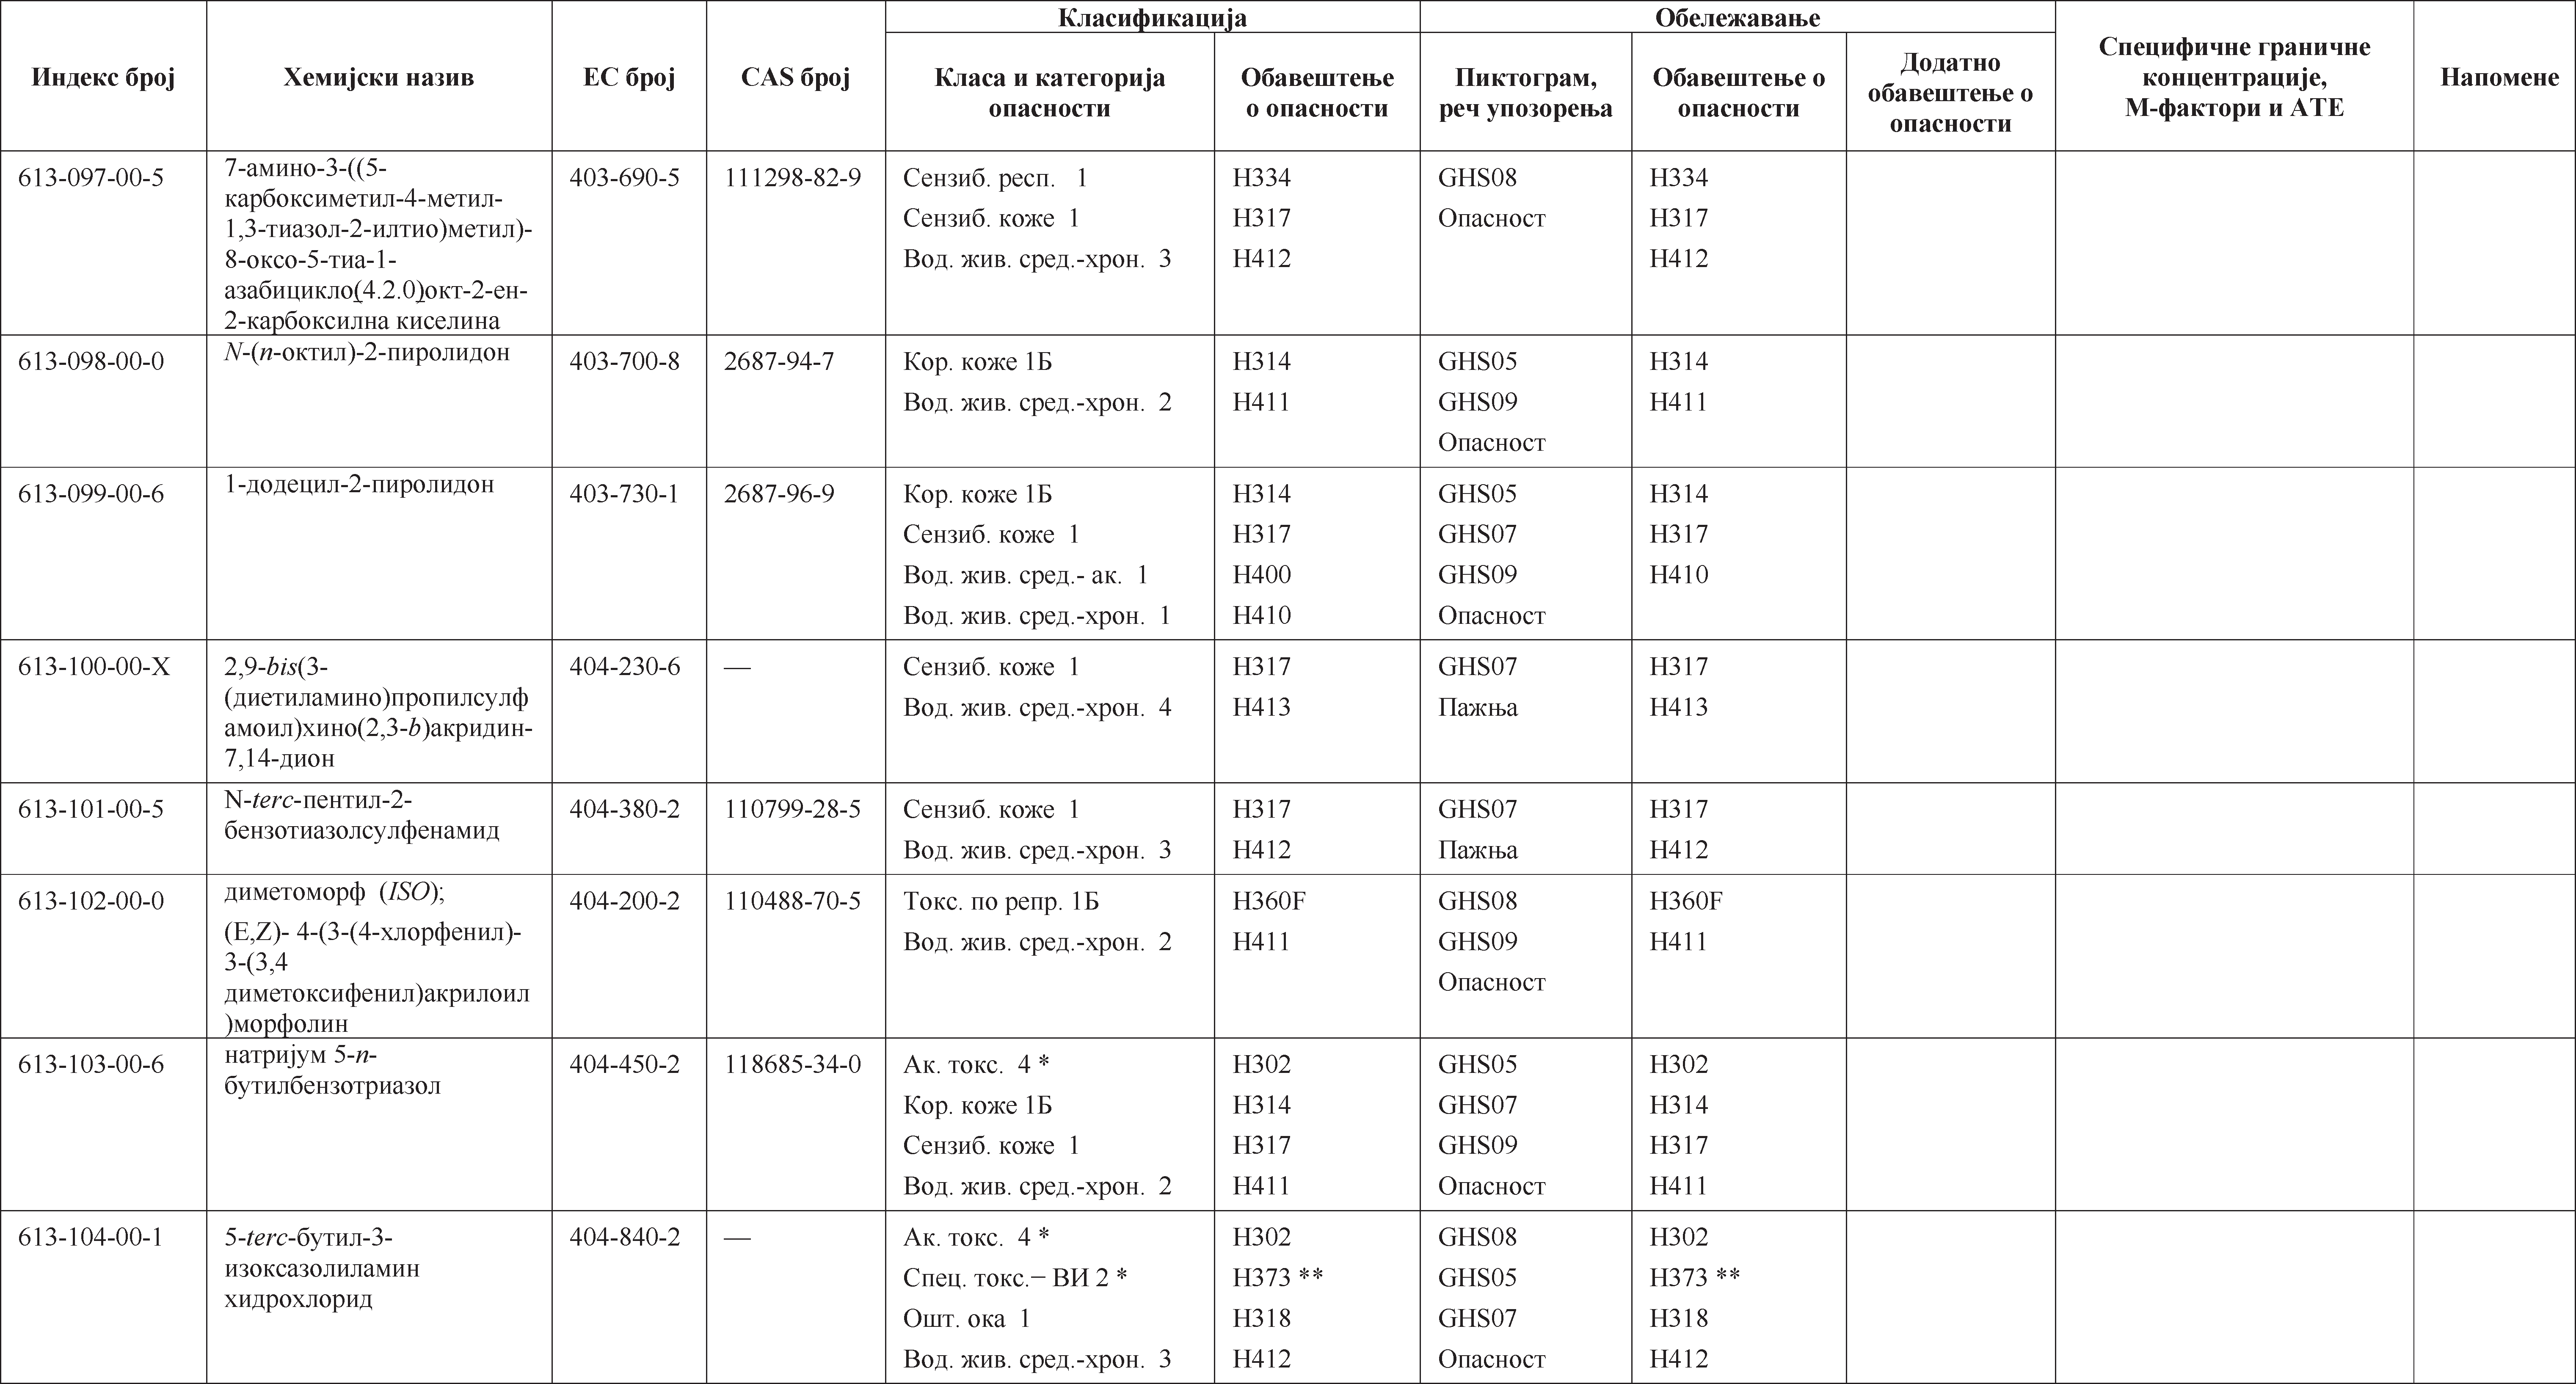 Класификација
Обележавање
Индекс број
Хемијски назив
ЕС број
CAS број
Класа и категорија
опасности
Обавештење
о опасности
Пиктограм,
реч упозорења
Обавештење о
опасности
Додатно
обавештење о
опасности
Специфичне граничне
концентрације,
М-фактори и АТЕ
Напомене
613-097-00-5
7-амино-3-((5-
карбоксиметил-4-метил-
1,3-тиазол-2-илтио)метил)-
8-оксо-5-тиа-1-
азабицикло(4.2.0)окт-2-ен-
2-карбоксилна киселина
403-690-5
111298-82-9
Сензиб. респ. 1
Сензиб. коже 1
Вод. жив. сред.-хрон. 3
H334
H317
H412
GHS08
Опасност
H334
H317
H412
613-098-00-0
N-(n-октил)-2-пиролидон
403-700-8
2687-94-7
Кор. коже 1Б
Вод. жив. сред.-хрон. 2
H314
H411
GHS05
GHS09
Опасност
H314
H411
613-099-00-6
1-додецил-2-пиролидон
403-730-1
2687-96-9
Кор. коже 1Б
Сензиб. коже 1
Вод. жив. сред.- ак. 1
Вод. жив. сред.-хрон. 1
H314
H317
H400
H410
GHS05
GHS07
GHS09
Опасност
H314
H317
H410
613-100-00-X
2,9-bis(3-
(диетиламино)пропилсулф
амоил)хино(2,3-b)акридин-
7,14-дион
404-230-6
—
Сензиб. коже 1
Вод. жив. сред.-хрон. 4
H317
H413
GHS07
Пажња
H317
H413
613-101-00-5
N-terc-пентил-2-
бензотиазолсулфенамид
404-380-2
110799-28-5
Сензиб. коже 1
Вод. жив. сред.-хрон. 3
H317
H412
GHS07
Пажња
H317
H412
613-102-00-0
диметоморф (ISO);
(E,Z)- 4-(3-(4-хлорфенил)-
3-(3,4
диметоксифенил)акрилоил
)морфолин
404-200-2
110488-70-5
Токс. по репр. 1Б
Вод. жив. сред.-хрон. 2
H360F
H411
GHS08
GHS09
Опасност
H360F
H411
613-103-00-6
натријум 5-n-
бутилбензотриазол
404-450-2
118685-34-0
Ак. токс. 4 *
Кор. коже 1Б
Сензиб. коже 1
Вод. жив. сред.-хрон. 2
H302
H314
H317
H411
GHS05
GHS07
GHS09
Опасност
H302
H314
H317
H411
613-104-00-1
5-terc-бутил-3-
изоксазолиламин
хидрохлорид
404-840-2
—
Ак. токс. 4 *
Спец. токс.− ВИ 2 *
Ошт. ока 1
Вод. жив. сред.-хрон. 3
H302
H373 **
H318
H412
GHS08
GHS05
GHS07
Опасност
H302
H373 **
H318
H412